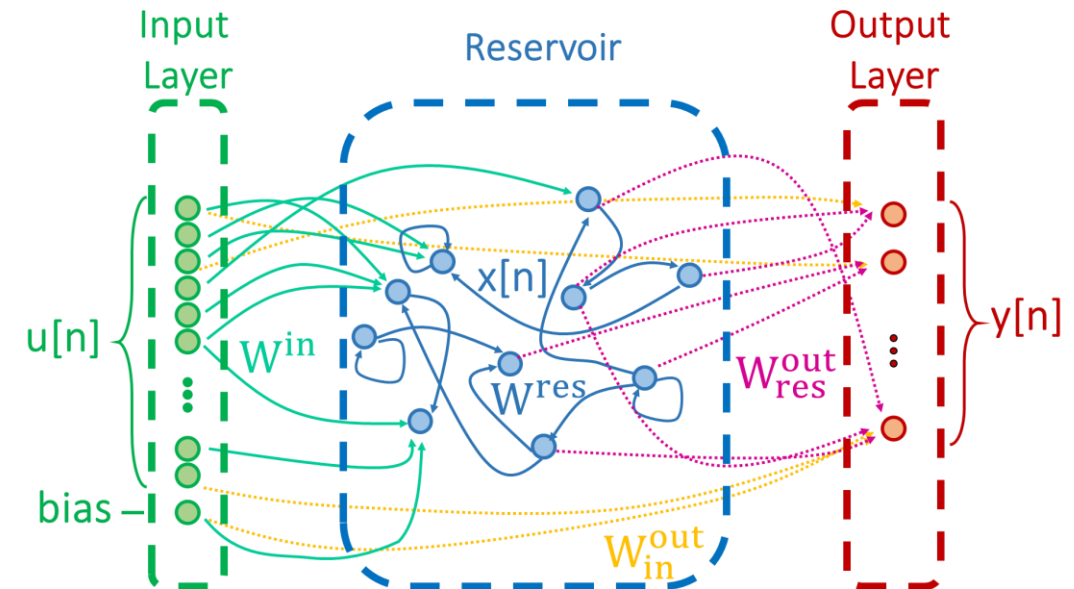 Input
Layer
Reservoir
Output
Layer
u[n]
bias
W^in
x[n]
W^res
W^out_res
W^out_in
y[n]